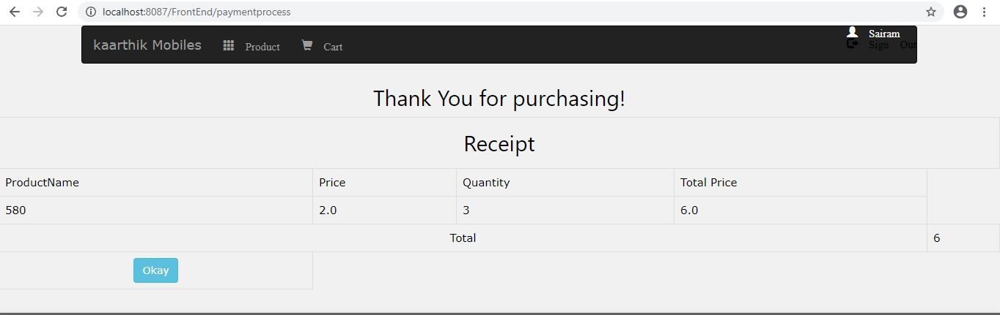 localhost:8087/FrontEnd/paymentprocess
kaarthik Mobiles Product Cart Sairam
Sign Out
Thank You for purchasing!
Receipt
ProductName Price Quantity Total Price
580 2.0 3 6.0
Total 6
Okay